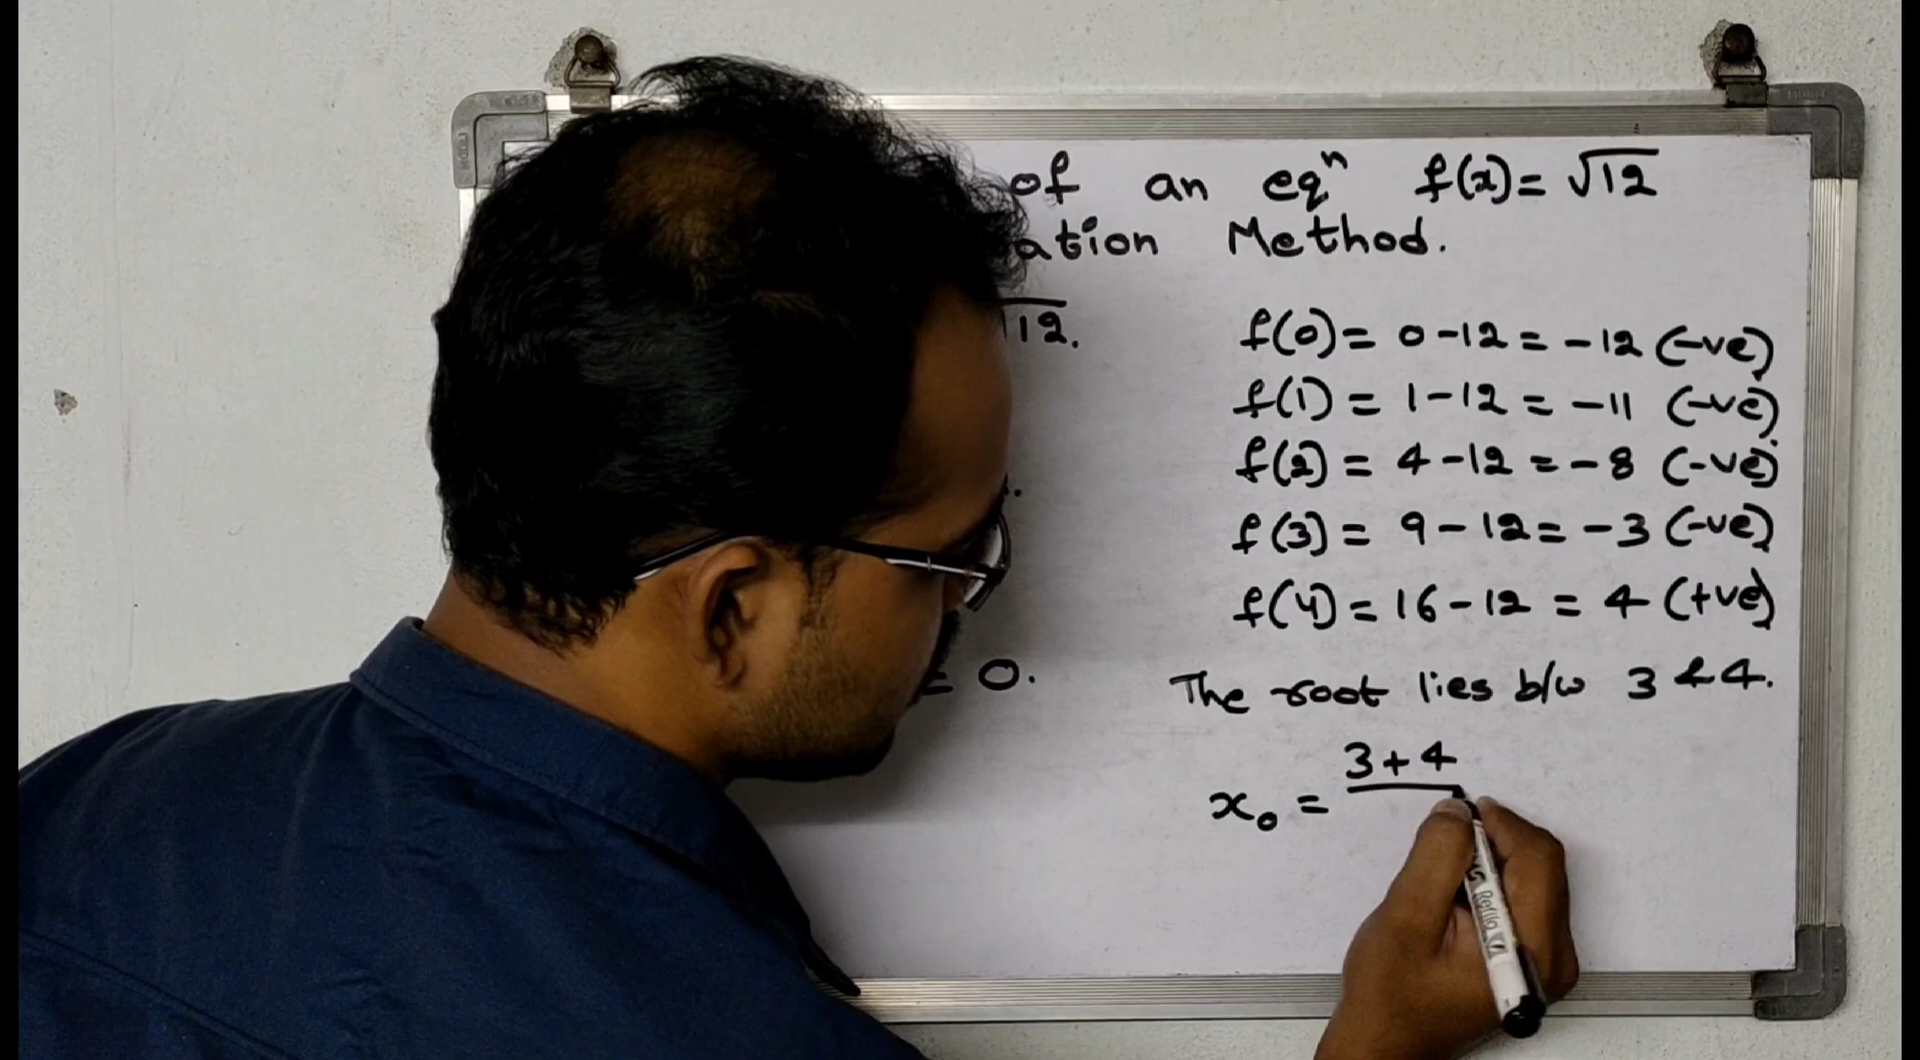 of an eqⁿ f(x)= √12
ation Method.
√12.
f(0)= 0-12 = -12 (-ve)
f(1) = 1-12 = -11 (-ve)
f(2) = 4-12 = -8 (-ve)
f(3) = 9-12 = -3 (-ve)
f(4) = 16-12 = 4 (+ve)
= 0.
The root lies b/w 3 & 4.
3+4
x₀ =
Refillo